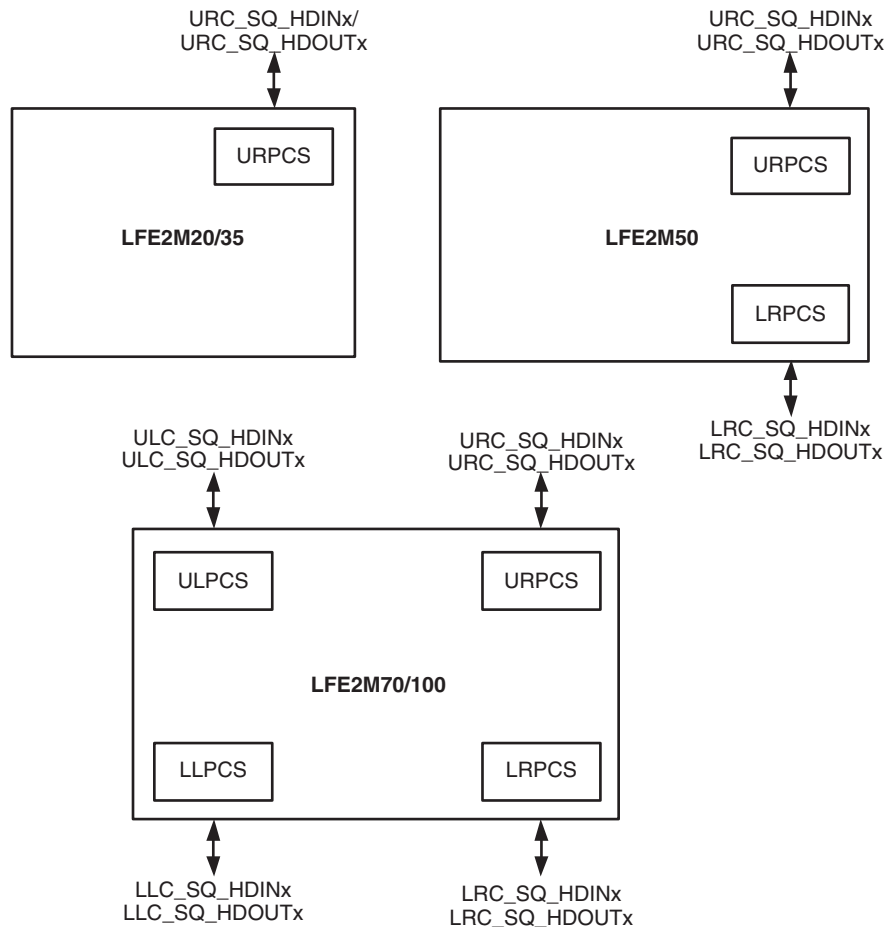 URC_SQ_HDINx/
URC_SQ_HDOUTx
URPCS
LFE2M20/35
URC_SQ_HDINx
URC_SQ_HDOUTx
URPCS
LFE2M50
LRPCS
LRC_SQ_HDINx
LRC_SQ_HDOUTx
ULC_SQ_HDINx
ULC_SQ_HDOUTx
URC_SQ_HDINx
URC_SQ_HDOUTx
ULPCS
URPCS
LFE2M70/100
LLPCS
LRPCS
LLC_SQ_HDINx
LLC_SQ_HDOUTx
LRC_SQ_HDINx
LRC_SQ_HDOUTx